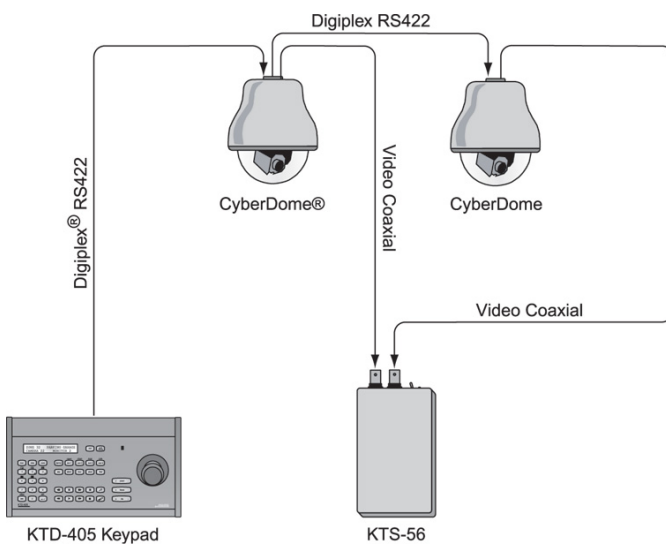 Digiplex RS422
CyberDome®
CyberDome
Digiplex® RS422
Video Coaxial
Video Coaxial
KTD-405 Keypad
KTS-56